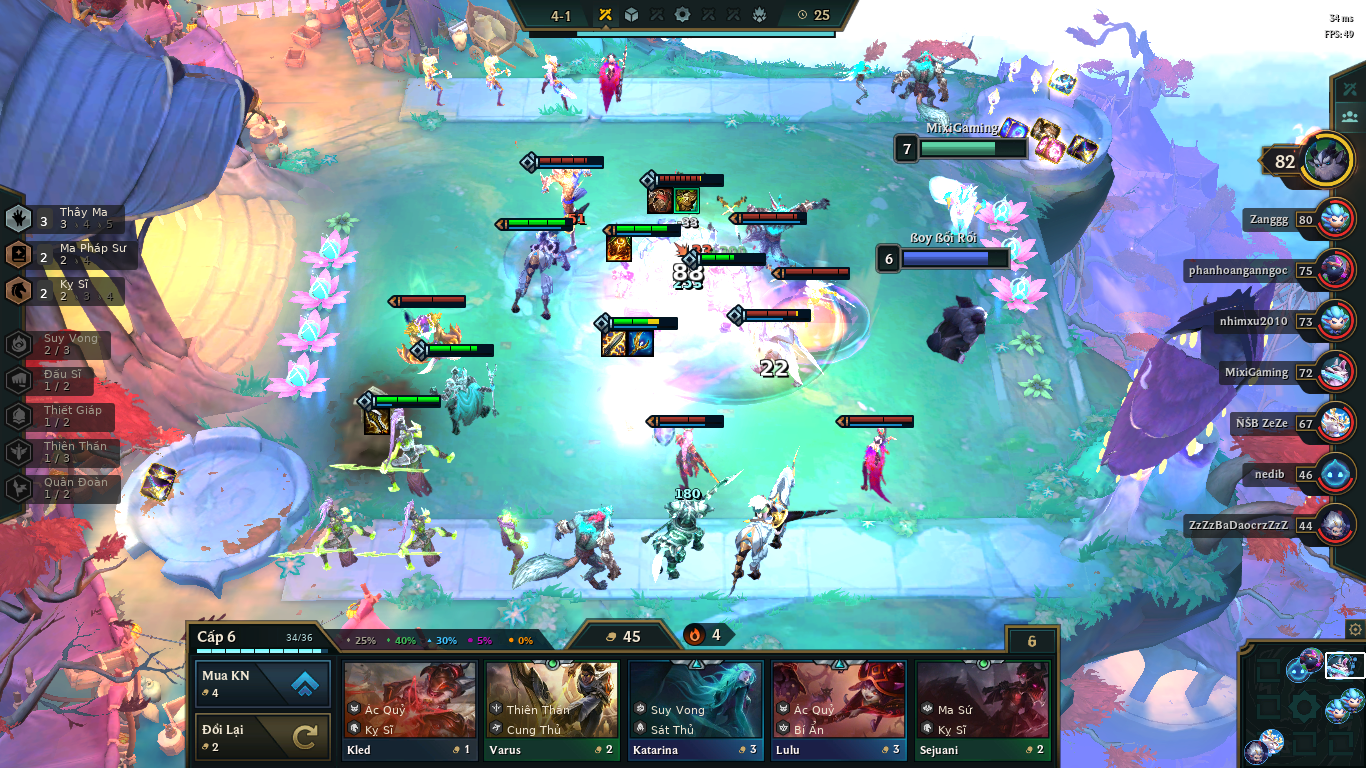 4-1
25
34 ms
FPS: 49
MixiGaming
7
82
Zanggg 80
phanhoanganngoc 75
nhimxu2010 73
MixiGaming 72
ÑŠB ZeZe 67
nedib 46
ZzZzBaDaocrzZzZ 44
ßoy ßối Rối
6
3 Thây Ma
3 4 5
2 Ma Pháp Sư
2 4
2 Kỵ Sĩ
2 3 4
Suy Vong
2 / 3
Đấu Sĩ
1 / 2
Thiết Giáp
1 / 2
Thiên Thần
1 / 3
Quân Đoàn
1 / 2
88
22
180
Cấp 6
34/36
25% 40% 30% 5% 0%
45
4
6
Mua KN
4
Đổi Lại
2
Ác Quỷ
Kỵ Sĩ
Kled 1
Thiên Thần
Cung Thủ
Varus 2
Suy Vong
Sát Thủ
Katarina 3
Ác Quỷ
Bí Ẩn
Lulu 3
Ma Sứ
Kỵ Sĩ
Sejuani 2